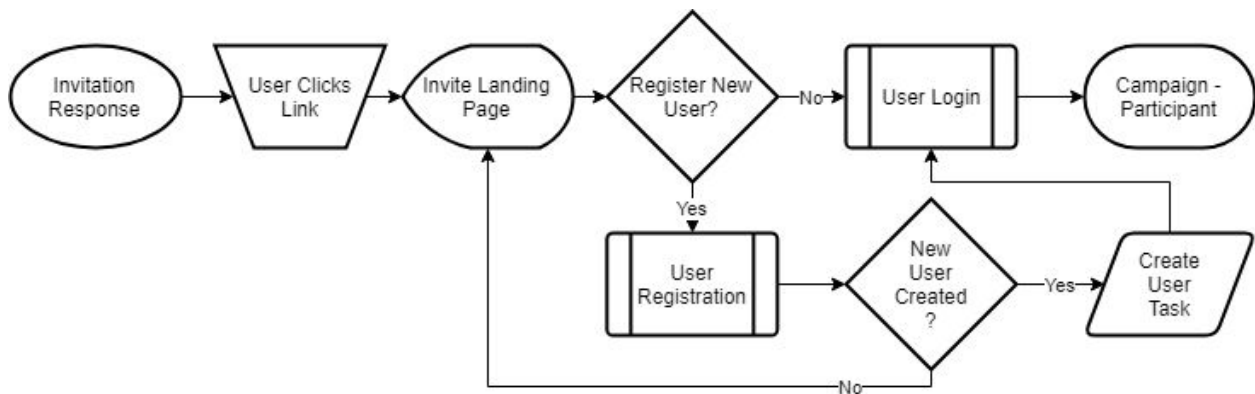 Invitation
Response
User Clicks
Link
Invite Landing
Page
Register New
User?
No
User Login
Campaign -
Participant
Yes
User
Registration
New
User
Created
?
Yes
Create
User
Task
No